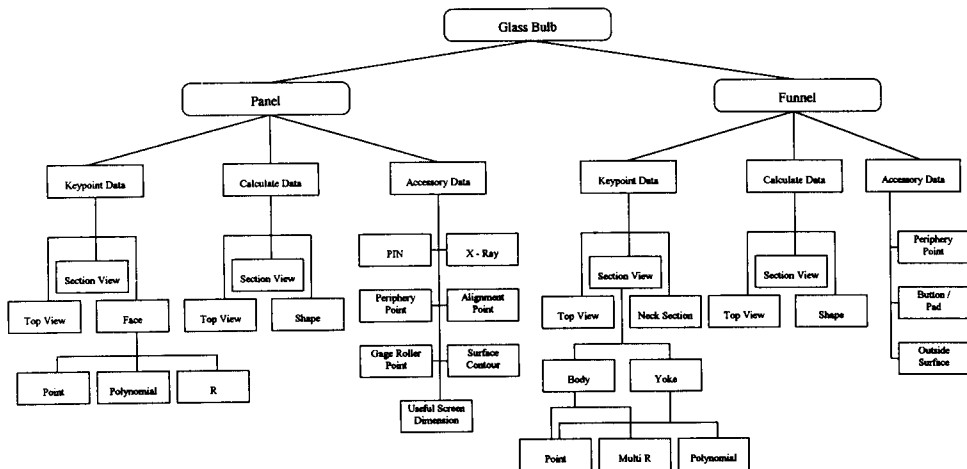 Glass Bulb
Panel
Funnel
Keypoint Data
Calculate Data
Accessory Data
Keypoint Data
Calculate Data
Accessory Data
PIN
X - Ray
Periphery
Point
Section View
Section View
Section View
Section View
Top View
Face
Top View
Shape
Periphery
Point
Alignment
Point
Top View
Neck Section
Top View
Shape
Button /
Pad
Gage Roller
Point
Surface
Contour
Outside
Surface
Point
Polynomial
R
Body
Yoke
Useful Screen
Dimension
Point
Multi R
Polynomial